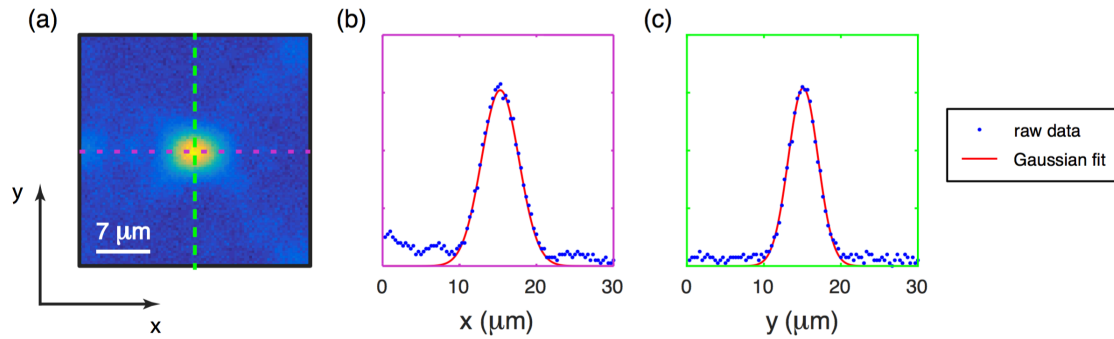 (a)
(b)
(c)
y
7 μm
x
0 10 20 30
x (μm)
0 10 20 30
y (μm)
raw data
Gaussian fit